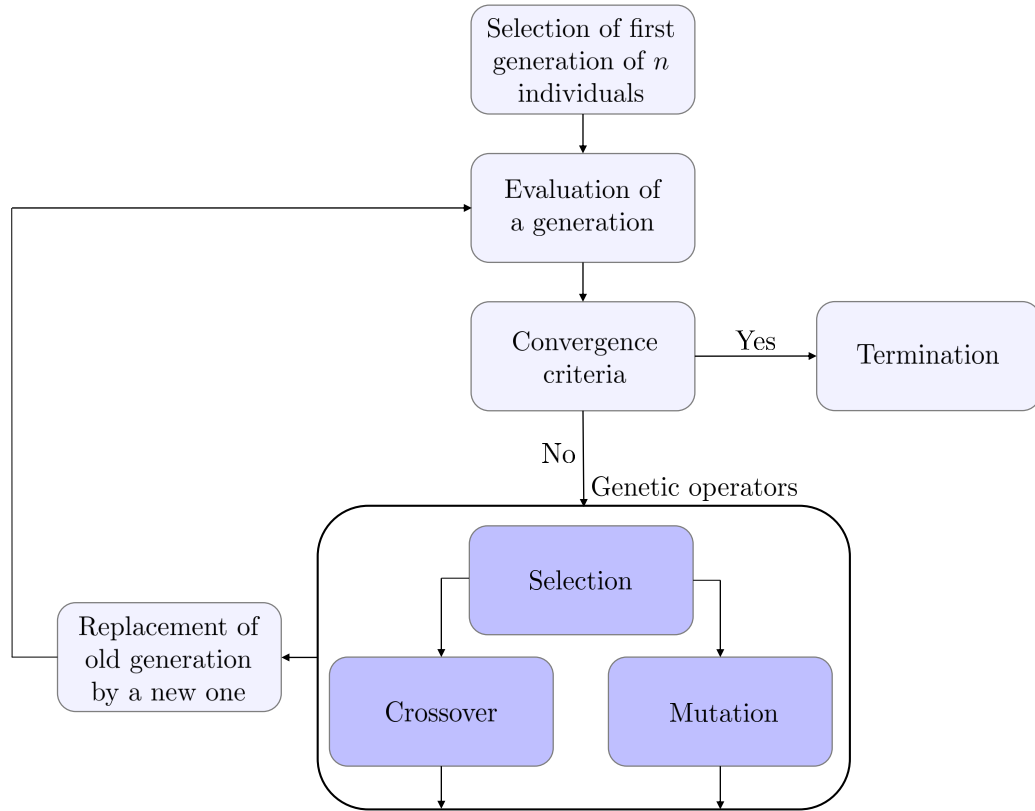 Selection of first
generation of n
individuals
Evaluation of
a generation
Convergence
criteria
Yes
Termination
No
Genetic operators
Selection
Replacement of
old generation
by a new one
Crossover
Mutation